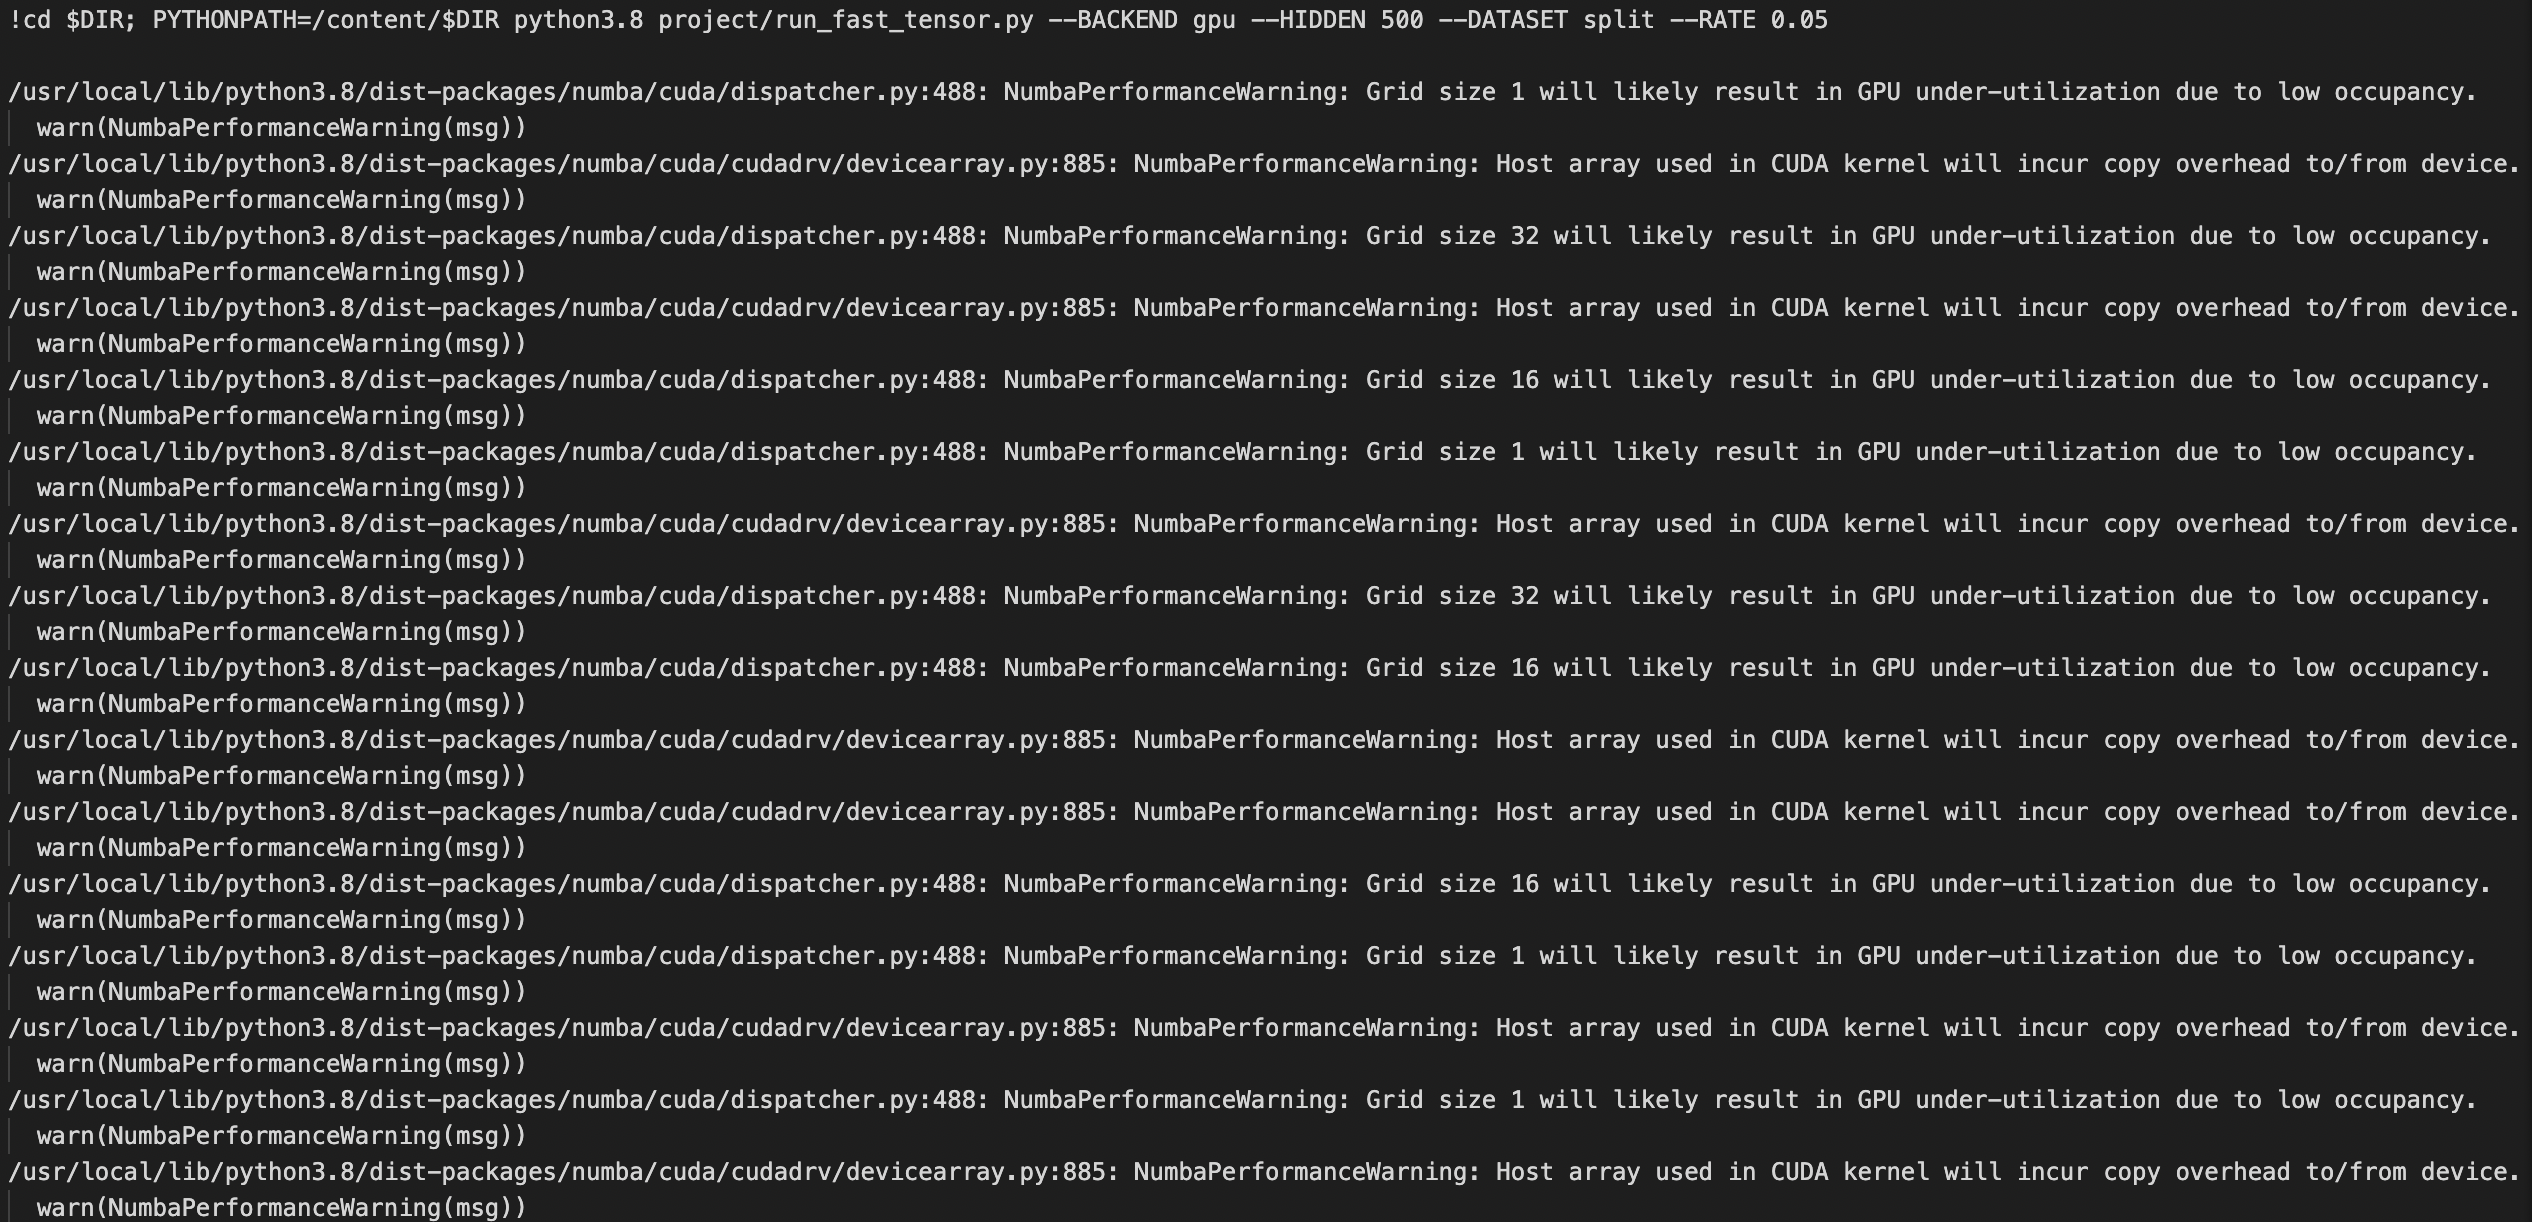 !cd $DIR; PYTHONPATH=/content/$DIR python3.8 project/run_fast_tensor.py --BACKEND gpu --HIDDEN 500 --DATASET split --RATE 0.05
/usr/local/lib/python3.8/dist-packages/numba/cuda/dispatcher.py:488: NumbaPerformanceWarning: Grid size 1 will likely result in GPU under-utilization due to low occupancy.
warn(NumbaPerformanceWarning(msg))
/usr/local/lib/python3.8/dist-packages/numba/cuda/cudadrv/devicearray.py:885: NumbaPerformanceWarning: Host array used in CUDA kernel will incur copy overhead to/from device.
warn(NumbaPerformanceWarning(msg))
/usr/local/lib/python3.8/dist-packages/numba/cuda/dispatcher.py:488: NumbaPerformanceWarning: Grid size 32 will likely result in GPU under-utilization due to low occupancy.
warn(NumbaPerformanceWarning(msg))
/usr/local/lib/python3.8/dist-packages/numba/cuda/cudadrv/devicearray.py:885: NumbaPerformanceWarning: Host array used in CUDA kernel will incur copy overhead to/from device.
warn(NumbaPerformanceWarning(msg))
/usr/local/lib/python3.8/dist-packages/numba/cuda/dispatcher.py:488: NumbaPerformanceWarning: Grid size 16 will likely result in GPU under-utilization due to low occupancy.
warn(NumbaPerformanceWarning(msg))
/usr/local/lib/python3.8/dist-packages/numba/cuda/dispatcher.py:488: NumbaPerformanceWarning: Grid size 1 will likely result in GPU under-utilization due to low occupancy.
warn(NumbaPerformanceWarning(msg))
/usr/local/lib/python3.8/dist-packages/numba/cuda/cudadrv/devicearray.py:885: NumbaPerformanceWarning: Host array used in CUDA kernel will incur copy overhead to/from device.
warn(NumbaPerformanceWarning(msg))
/usr/local/lib/python3.8/dist-packages/numba/cuda/dispatcher.py:488: NumbaPerformanceWarning: Grid size 32 will likely result in GPU under-utilization due to low occupancy.
warn(NumbaPerformanceWarning(msg))
/usr/local/lib/python3.8/dist-packages/numba/cuda/dispatcher.py:488: NumbaPerformanceWarning: Grid size 16 will likely result in GPU under-utilization due to low occupancy.
warn(NumbaPerformanceWarning(msg))
/usr/local/lib/python3.8/dist-packages/numba/cuda/cudadrv/devicearray.py:885: NumbaPerformanceWarning: Host array used in CUDA kernel will incur copy overhead to/from device.
warn(NumbaPerformanceWarning(msg))
/usr/local/lib/python3.8/dist-packages/numba/cuda/cudadrv/devicearray.py:885: NumbaPerformanceWarning: Host array used in CUDA kernel will incur copy overhead to/from device.
warn(NumbaPerformanceWarning(msg))
/usr/local/lib/python3.8/dist-packages/numba/cuda/dispatcher.py:488: NumbaPerformanceWarning: Grid size 16 will likely result in GPU under-utilization due to low occupancy.
warn(NumbaPerformanceWarning(msg))
/usr/local/lib/python3.8/dist-packages/numba/cuda/dispatcher.py:488: NumbaPerformanceWarning: Grid size 1 will likely result in GPU under-utilization due to low occupancy.
warn(NumbaPerformanceWarning(msg))
/usr/local/lib/python3.8/dist-packages/numba/cuda/cudadrv/devicearray.py:885: NumbaPerformanceWarning: Host array used in CUDA kernel will incur copy overhead to/from device.
warn(NumbaPerformanceWarning(msg))
/usr/local/lib/python3.8/dist-packages/numba/cuda/dispatcher.py:488: NumbaPerformanceWarning: Grid size 1 will likely result in GPU under-utilization due to low occupancy.
warn(NumbaPerformanceWarning(msg))
/usr/local/lib/python3.8/dist-packages/numba/cuda/cudadrv/devicearray.py:885: NumbaPerformanceWarning: Host array used in CUDA kernel will incur copy overhead to/from device.
warn(NumbaPerformanceWarning(msg))